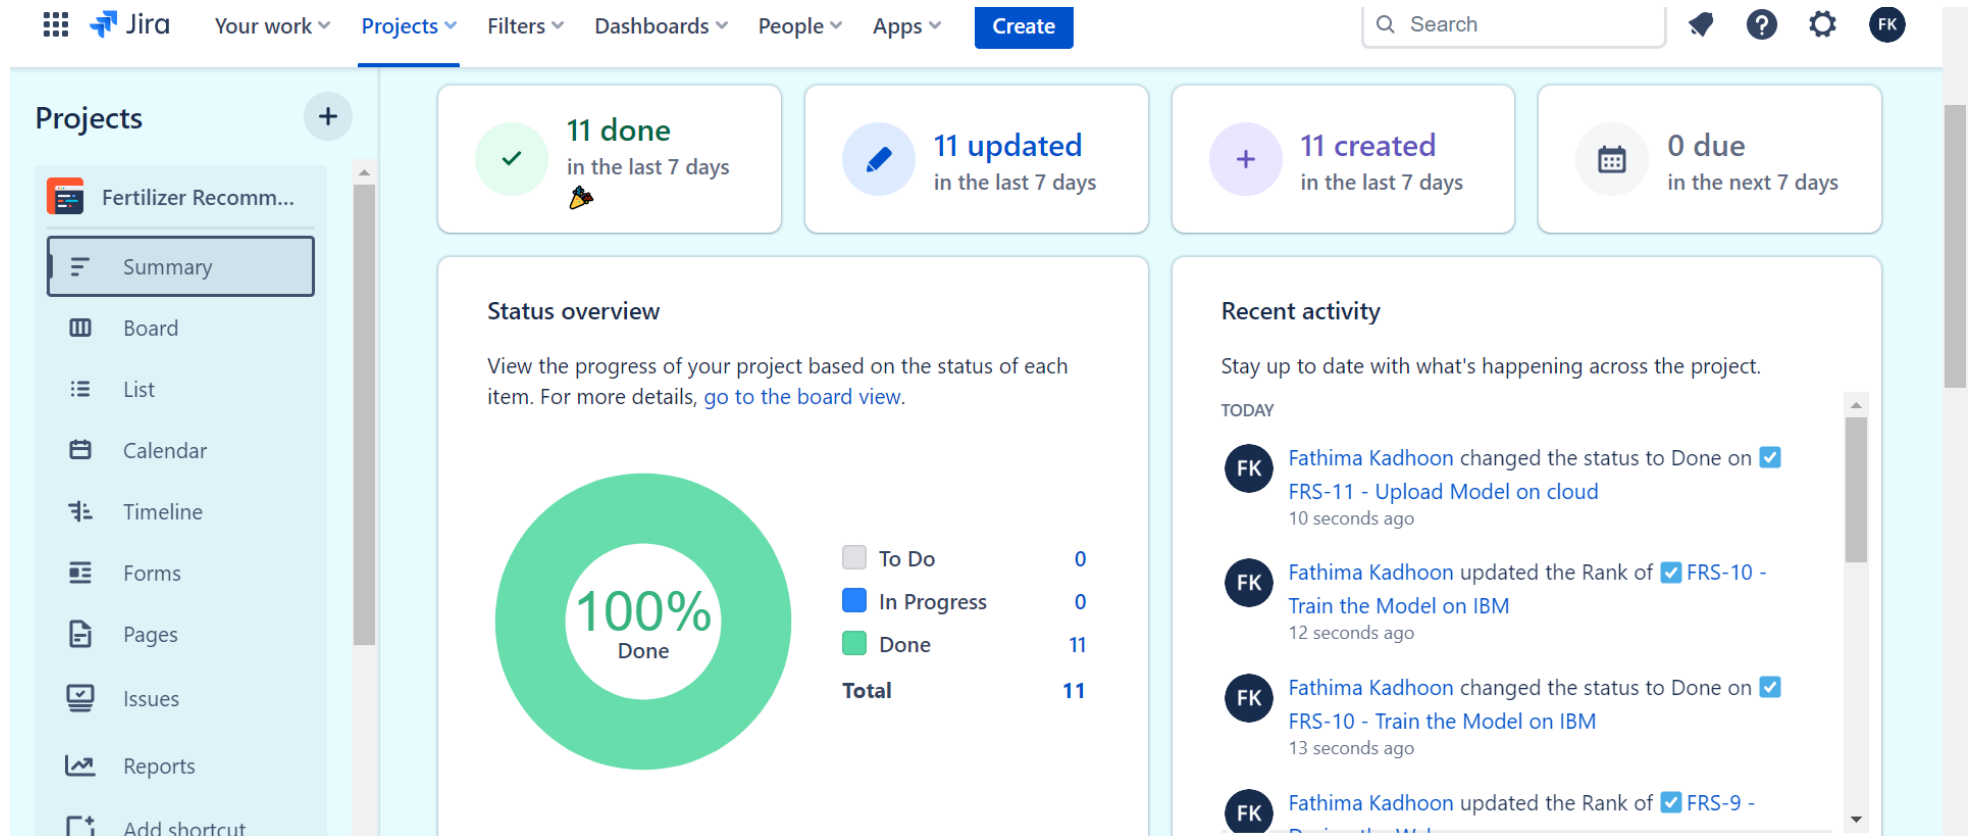 Jira
Your work
Projects
Filters
Dashboards
People
Apps
Create
Search
FK
Projects
+
Fertilizer Recomm...
Summary
Board
List
Calendar
Timeline
Forms
Pages
Issues
Reports
Add shortcut
11 done
in the last 7 days
11 updated
in the last 7 days
11 created
in the last 7 days
0 due
in the next 7 days
Status overview
View the progress of your project based on the status of each
item. For more details, go to the board view.
100%
Done
To Do 0
In Progress 0
Done 11
Total 11
Recent activity
Stay up to date with what's happening across the project.
TODAY
FK
Fathima Kadhoon changed the status to Done on
FRS-11 - Upload Model on cloud
10 seconds ago
FK
Fathima Kadhoon updated the Rank of FRS-10 -
Train the Model on IBM
12 seconds ago
FK
Fathima Kadhoon changed the status to Done on
FRS-10 - Train the Model on IBM
13 seconds ago
FK
Fathima Kadhoon updated the Rank of FRS-9 -